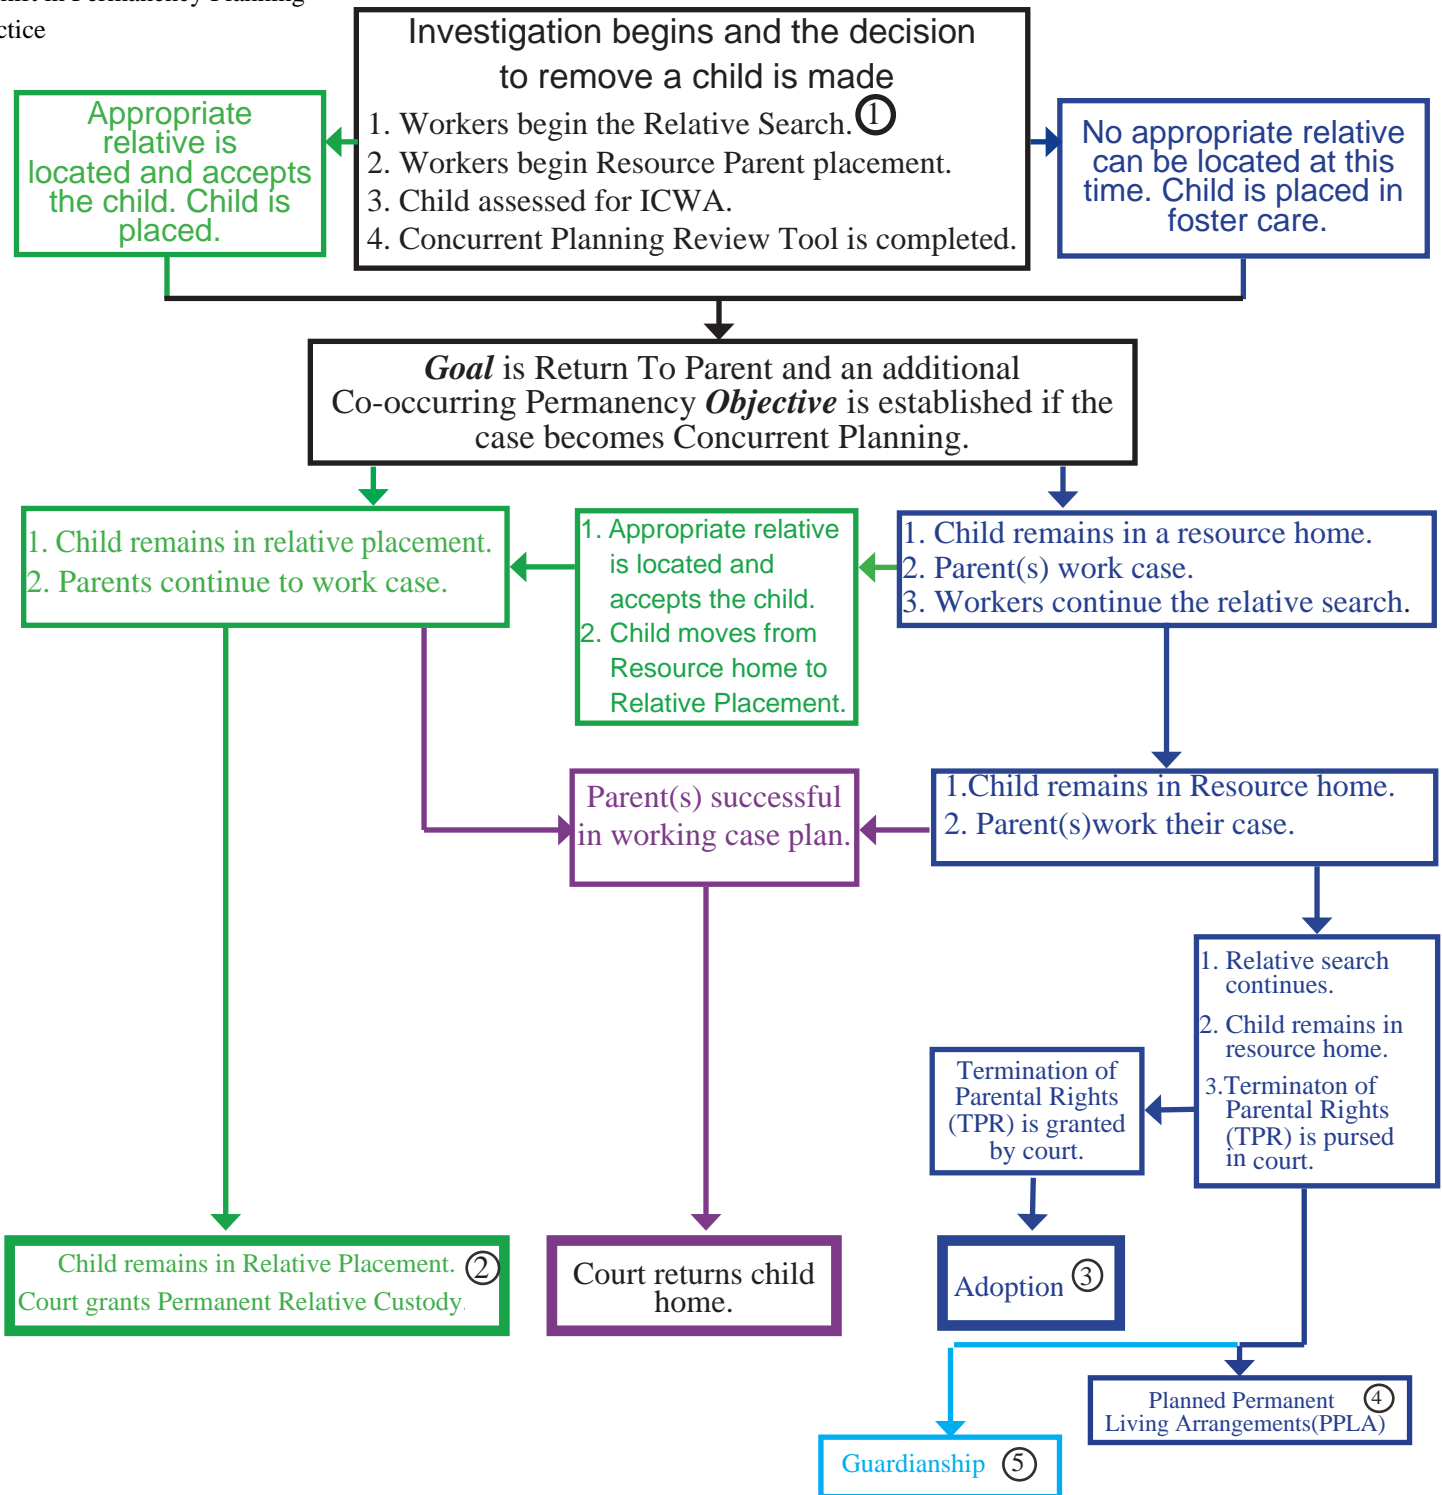 in Permanency Planning
Investigation begins and the decision
to remove a child is made
1. Workers begin the Relative Search. 1
2. Workers begin Resource Parent placement.
3. Child assessed for ICWA.
4. Concurrent Planning Review Tool is completed.
Appropriate
relative is
located and accepts
the child. Child is
placed.
No appropriate relative
can be located at this
time. Child is placed in
foster care.
Goal is Return To Parent and an additional
Co-occurring Permanency Objective is established if the
case becomes Concurrent Planning.
1. Child remains in relative placement.
2. Parents continue to work case.
1. Appropriate relative
is located and
accepts the child.
2. Child moves from
Resource home to
Relative Placement.
1. Child remains in a resource home.
2. Parent(s) work case.
3. Workers continue the relative search.
Parent(s) successful
in working case plan.
1.Child remains in Resource home.
2. Parent(s)work their case.
1. Relative search
continues.
2. Child remains in
resource home.
3.Terminaton of
Parental Rights
(TPR) is pursed
in court.
Termination of
Parental Rights
(TPR) is granted
by court.
Child remains in Relative Placement. 2
Court grants Permanent Relative Custody.
Court returns child
home.
Adoption 3
Planned Permanent 4
Living Arrangements(PPLA)
Guardianship 5